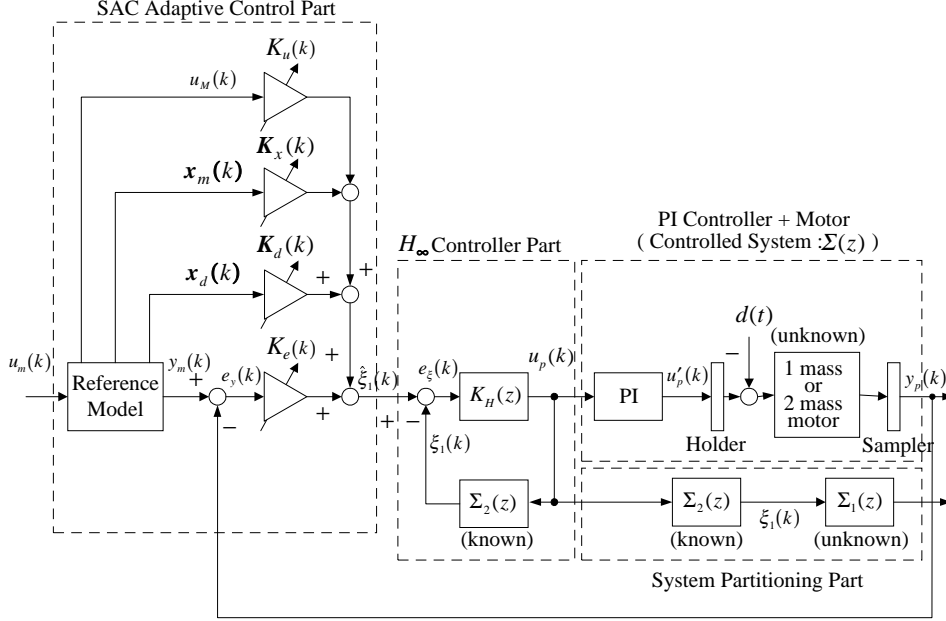 SAC Adaptive Control Part
K_u(k)
u_M(k)
K_x(k)
x_m(k)
PI Controller + Motor
( Controlled System :Σ(z) )
H_∞ Controller Part
K_d(k)
x_d(k)
+
+
d(t)
(unknown)
K_e(k)
+
u_m(k)
y_m(k)
e_y(k)
ξ̂_1(k)
e_ξ(k)
u_p(k)
u'_p(k)
−
y_p(k)
Reference
Model
+
−
+
+
−
K_H(z)
PI
1 mass
or
2 mass
motor
Holder
Sampler
ξ_1(k)
Σ_2(z)
(known)
Σ_2(z)
(known)
ξ_1(k)
Σ_1(z)
(unknown)
System Partitioning Part